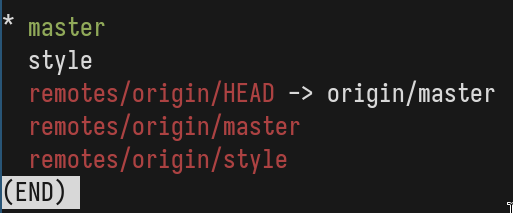 * master
  style
  remotes/origin/HEAD -> origin/master
  remotes/origin/master
  remotes/origin/style
(END)